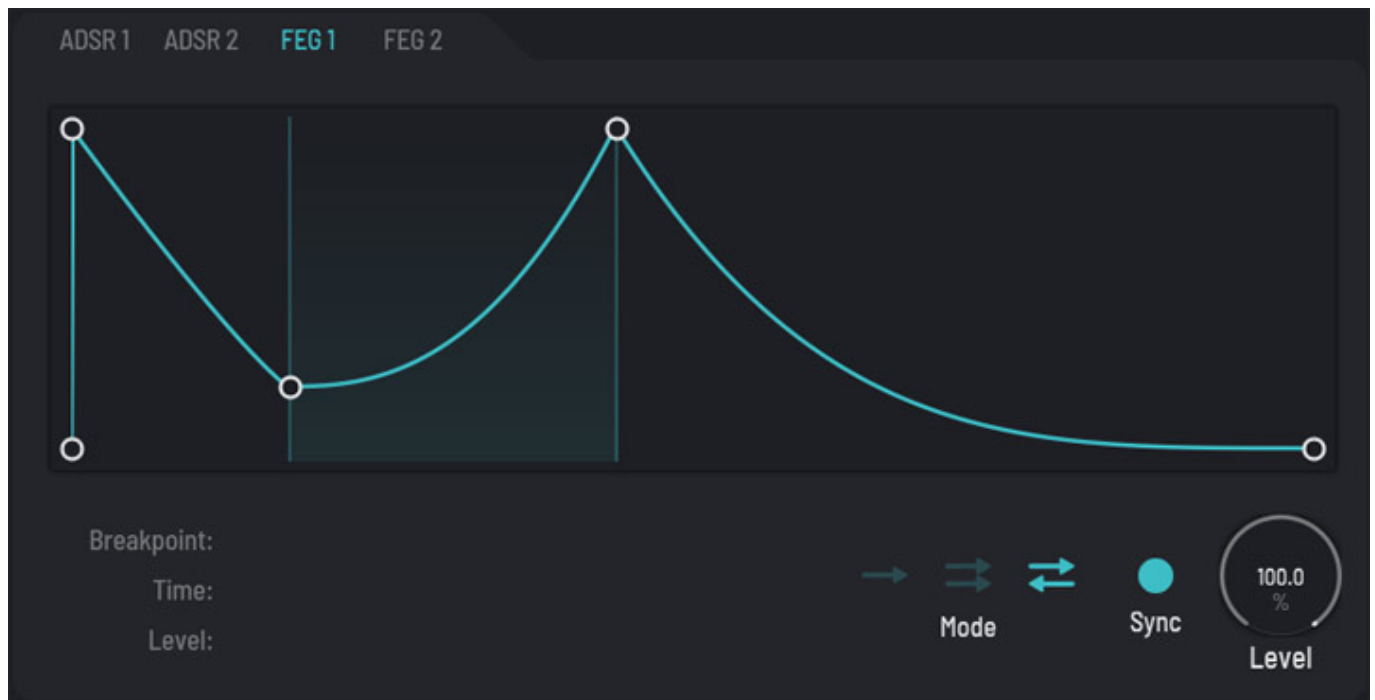 ADSR 1 ADSR 2 FEG 1 FEG 2
Breakpoint:
Time:
Level:
Mode
Sync
100.0
%
Level